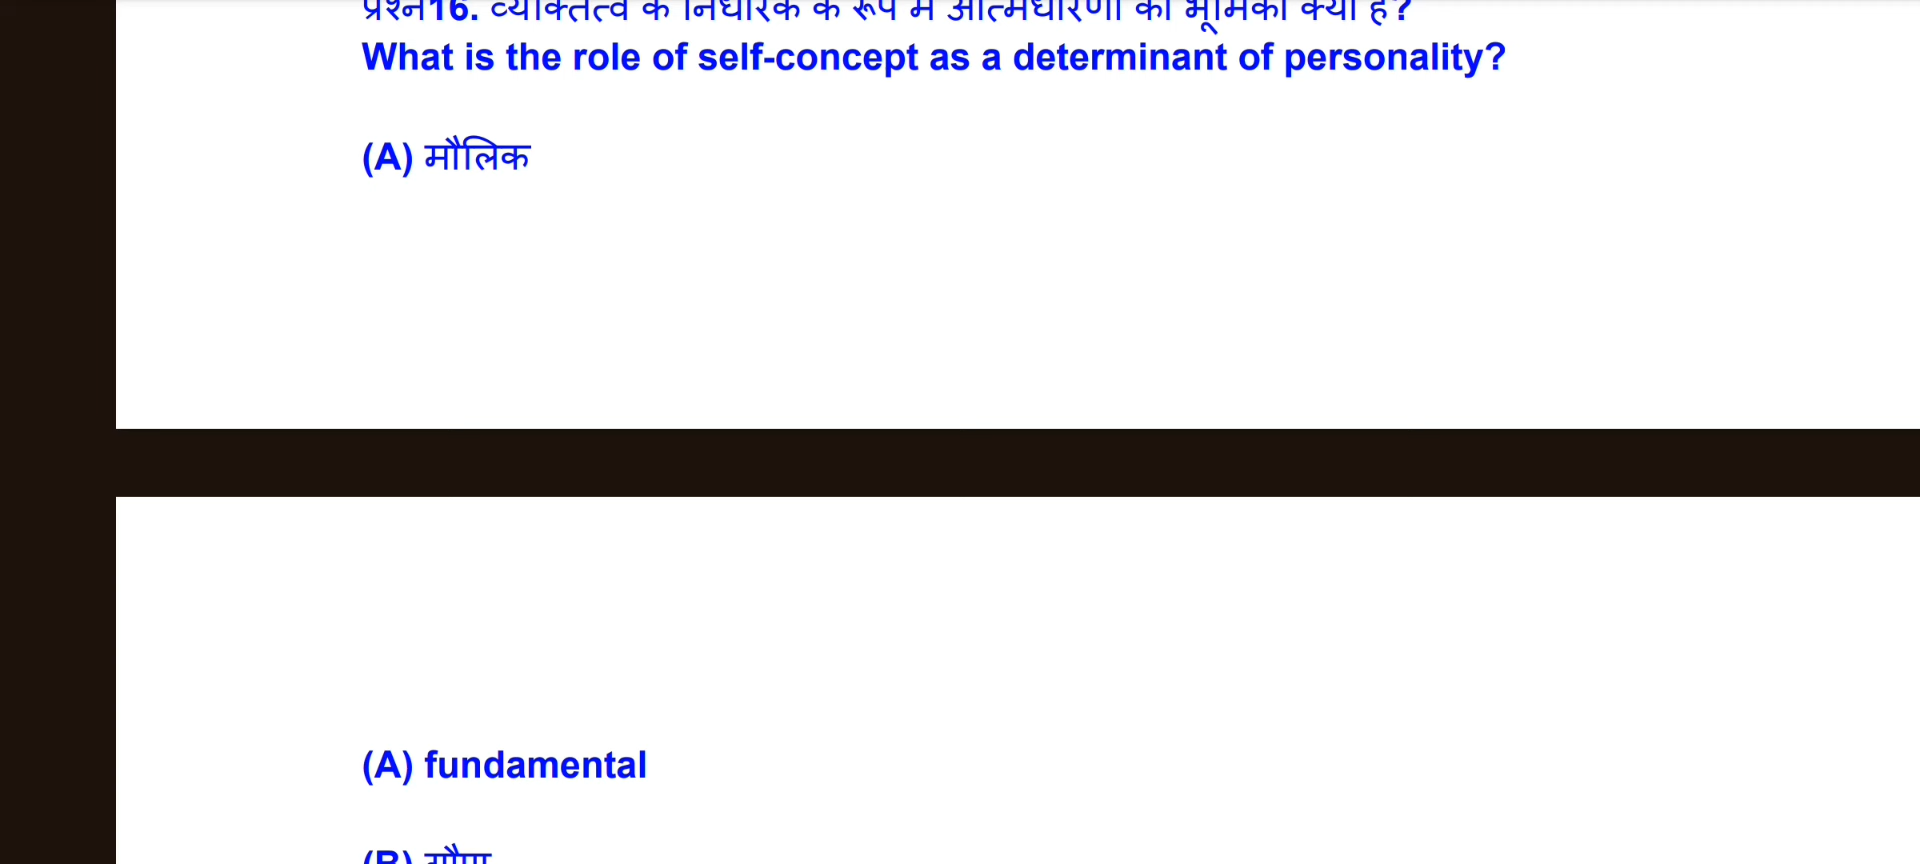 प्रश्न16. व्यक्तित्व के निर्धारक के रूप में आत्मधारणा की भूमिका क्या है?
What is the role of self-concept as a determinant of personality?
(A) मौलिक
(A) fundamental
(B) गौण